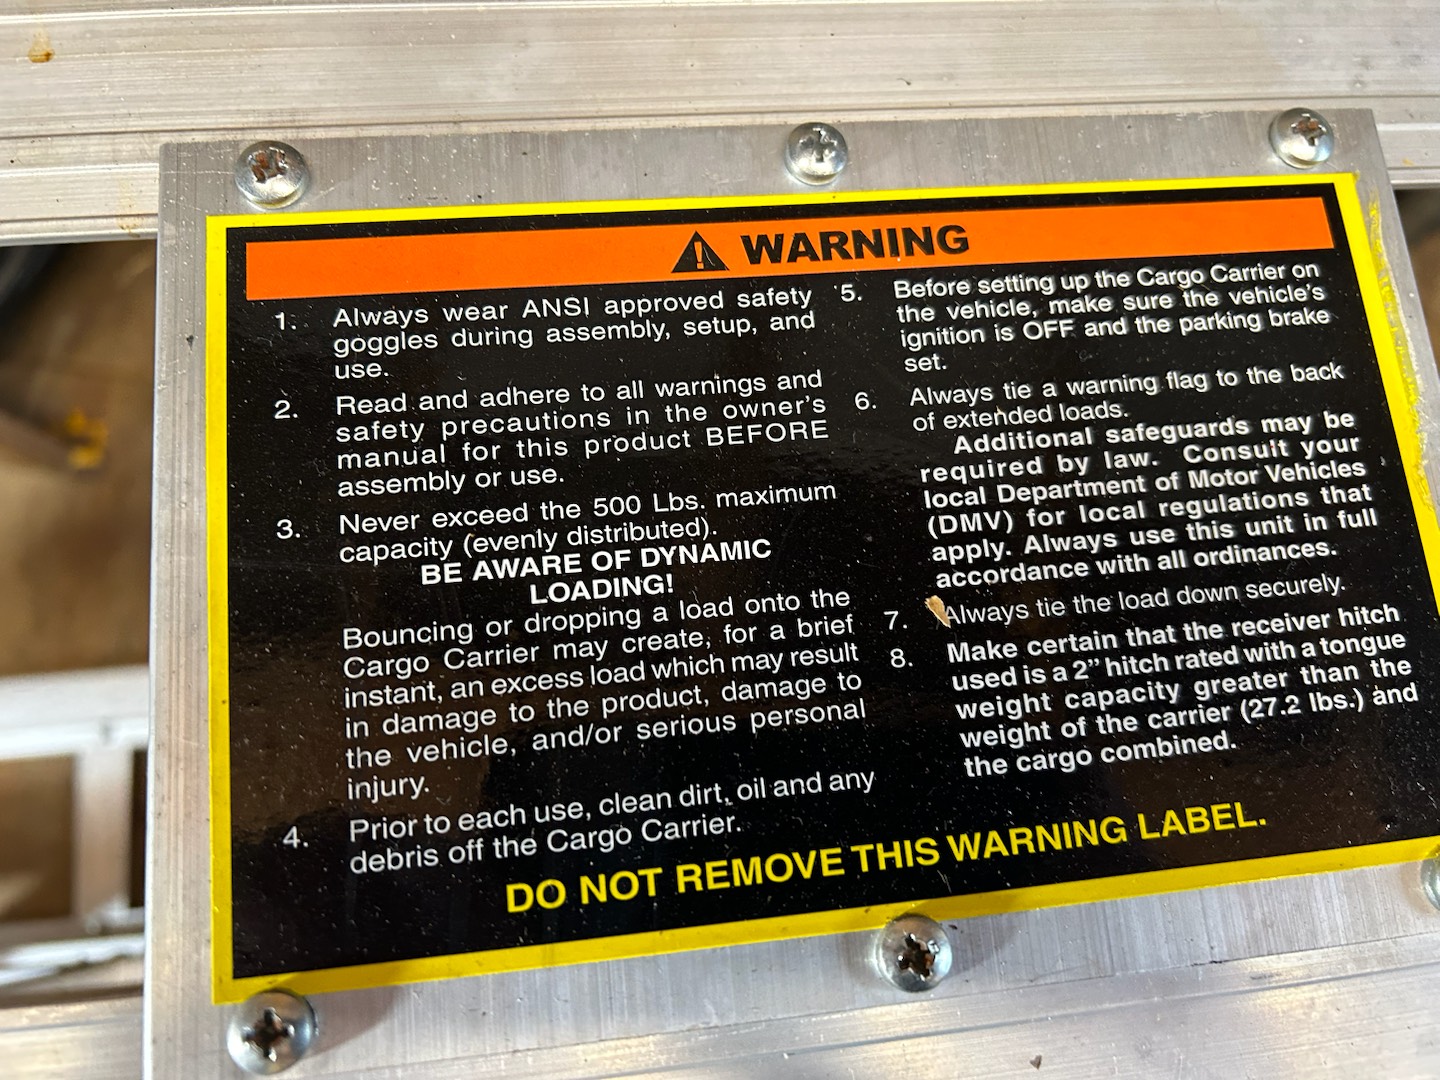 WARNING
1. Always wear ANSI approved safety
goggles during assembly, setup, and
use.
2. Read and adhere to all warnings and
safety precautions in the owner's
manual for this product BEFORE
assembly or use.
3. Never exceed the 500 Lbs. maximum
capacity (evenly distributed).
BE AWARE OF DYNAMIC
LOADING!
Bouncing or dropping a load onto the
Cargo Carrier may create, for a brief
instant, an excess load which may result
in damage to the product, damage to
the vehicle, and/or serious personal
injury.
4. Prior to each use, clean dirt, oil and any
debris off the Cargo Carrier.
5. Before setting up the Cargo Carrier on
the vehicle, make sure the vehicle's
ignition is OFF and the parking brake
set.
6. Always tie a warning flag to the back
of extended loads.
Additional safeguards may be
required by law. Consult your
local Department of Motor Vehicles
(DMV) for local regulations that
apply. Always use this unit in full
accordance with all ordinances.
7. Always tie the load down securely.
8. Make certain that the receiver hitch
used is a 2” hitch rated with a tongue
weight capacity greater than the
weight of the carrier (27.2 lbs.) and
the cargo combined.
DO NOT REMOVE THIS WARNING LABEL.